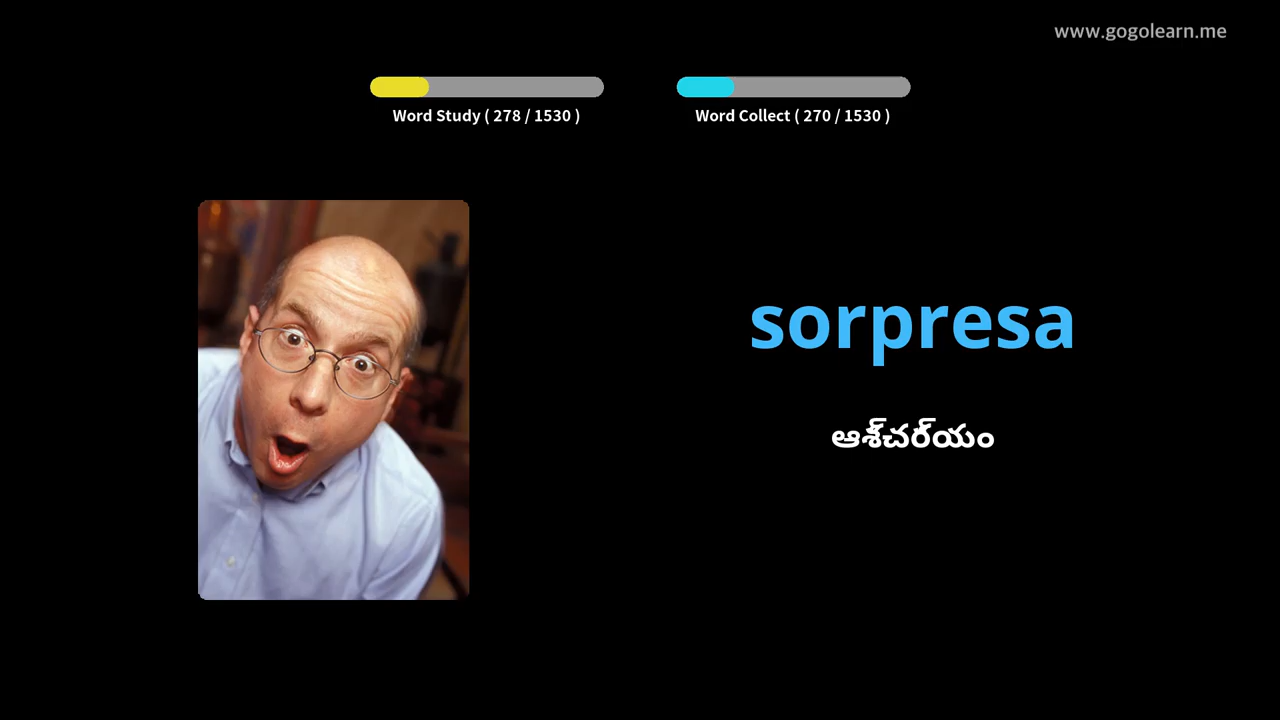 www.gogolearn.me
Word Study ( 278 / 1530 )
Word Collect ( 270 / 1530 )
sorpresa
ఆశ్‌చర్‌యం